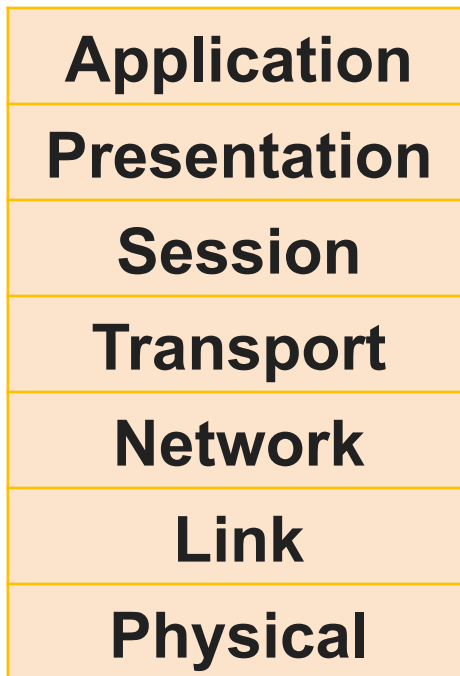 Application
Presentation
Session
Transport
Network
Link
Physical